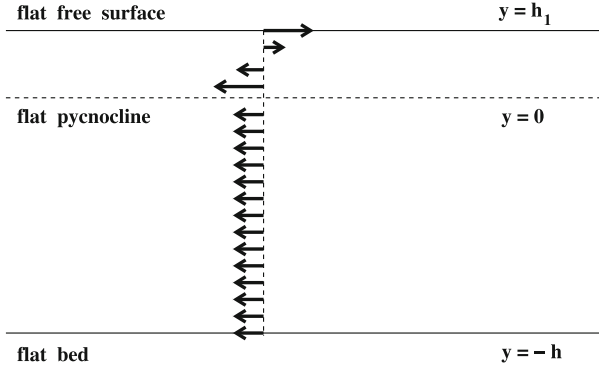 flat free surface
y = h₁
flat pycnocline
y = 0
flat bed
y = – h